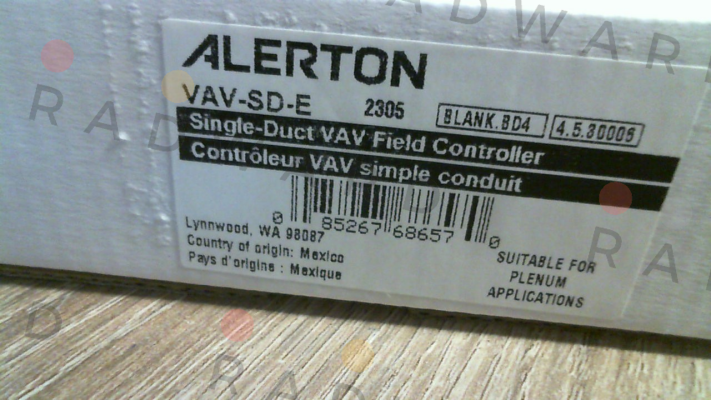 ALERTON
VAV-SD-E 2305 BLANK.BD4 4.5.30006
Single-Duct VAV Field Controller
Contrôleur VAV simple conduit
0 85267 68657 0
Lynnwood, WA 98087
Country of origin: Mexico
Pays d'origine : Mexique
SUITABLE FOR
PLENUM
APPLICATIONS